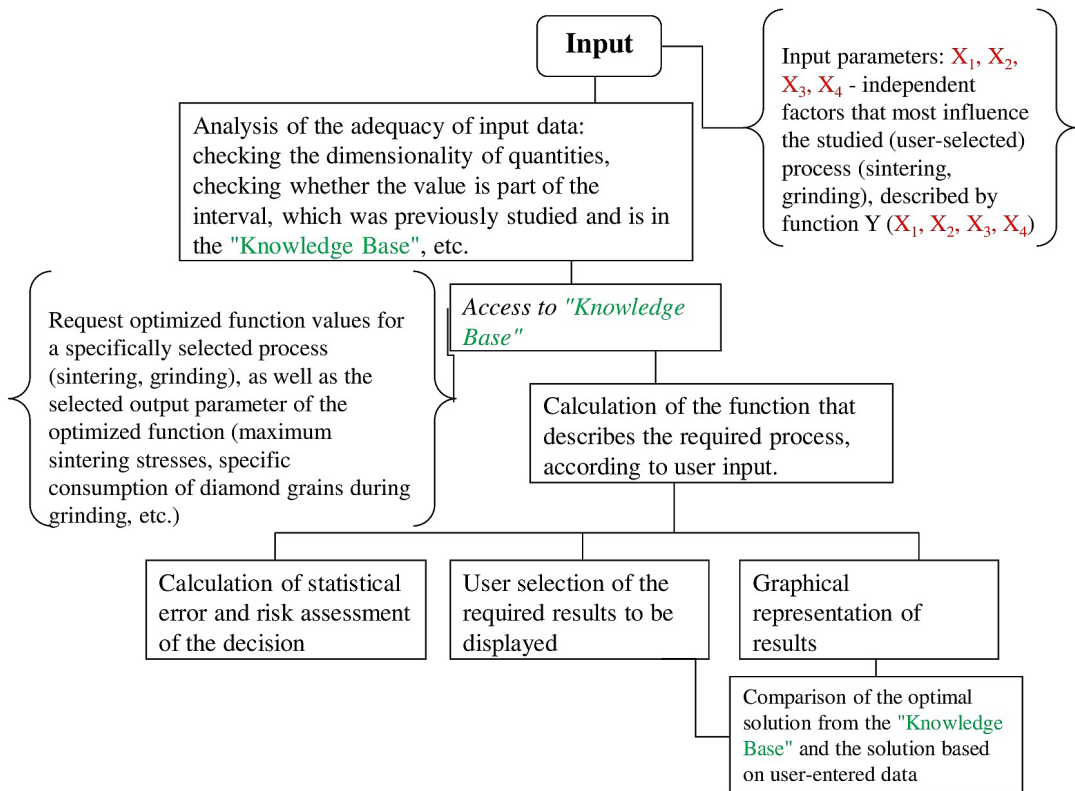 Input
Input parameters: X₁, X₂,
X₃, X₄ - independent
factors that most influence
the studied (user-selected)
process (sintering,
grinding), described by
function Y (X₁, X₂, X₃, X₄)
Analysis of the adequacy of input data:
checking the dimensionality of quantities,
checking whether the value is part of the
interval, which was previously studied and is in
the "Knowledge Base", etc.
Access to "Knowledge
Base"
Request optimized function values for
a specifically selected process
(sintering, grinding), as well as the
selected output parameter of the
optimized function (maximum
sintering stresses, specific
consumption of diamond grains during
grinding, etc.)
Calculation of the function that
describes the required process,
according to user input.
Calculation of statistical
error and risk assessment
of the decision
User selection of the
required results to be
displayed
Graphical
representation of
results
Comparison of the optimal
solution from the "Knowledge
Base" and the solution based
on user-entered data